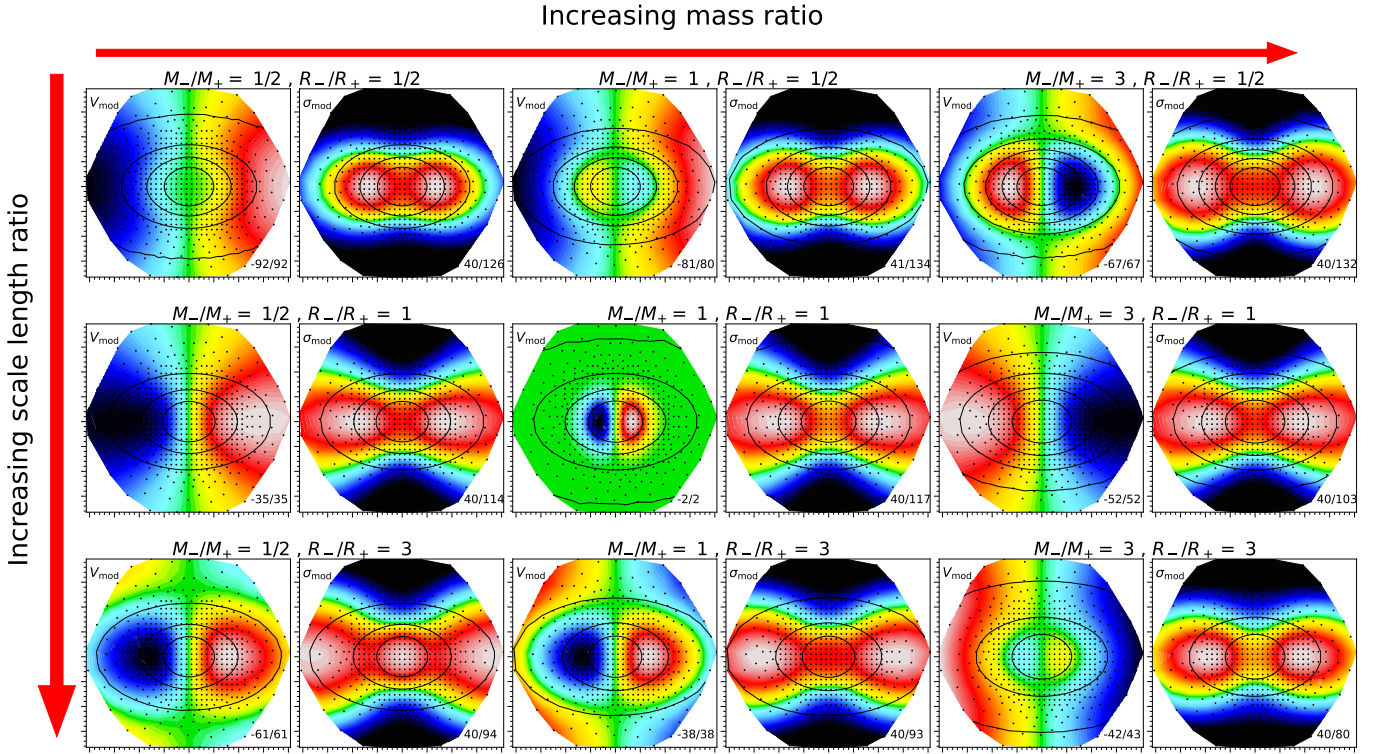 Increasing mass ratio
Increasing scale length ratio
M₋/M₊ = 1/2 , R₋/R₊ = 1/2
M₋/M₊ = 1 , R₋/R₊ = 1/2
M₋/M₊ = 3 , R₋/R₊ = 1/2
V_mod σ_mod V_mod σ_mod V_mod σ_mod
-92/92 40/126 -81/80 41/134 -67/67 40/132
M₋/M₊ = 1/2 , R₋/R₊ = 1
M₋/M₊ = 1 , R₋/R₊ = 1
M₋/M₊ = 3 , R₋/R₊ = 1
V_mod σ_mod V_mod σ_mod V_mod σ_mod
-35/35 40/114 -2/2 40/117 -52/52 40/103
M₋/M₊ = 1/2 , R₋/R₊ = 3
M₋/M₊ = 1 , R₋/R₊ = 3
M₋/M₊ = 3 , R₋/R₊ = 3
V_mod σ_mod V_mod σ_mod V_mod σ_mod
-61/61 40/94 -38/38 40/93 -42/43 40/80